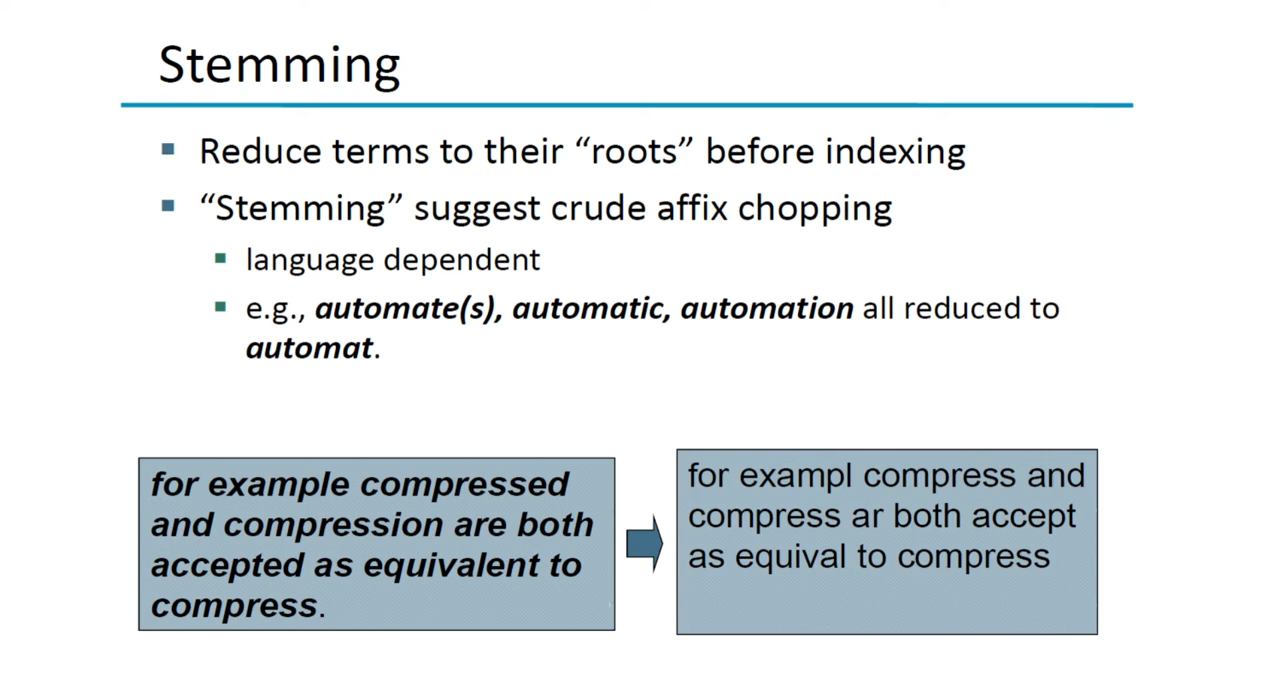 Stemming
Reduce terms to their “roots” before indexing
“Stemming” suggest crude affix chopping
language dependent
e.g., automate(s), automatic, automation all reduced to
automat.
for example compressed
and compression are both
accepted as equivalent to
compress.
for exampl compress and
compress ar both accept
as equival to compress